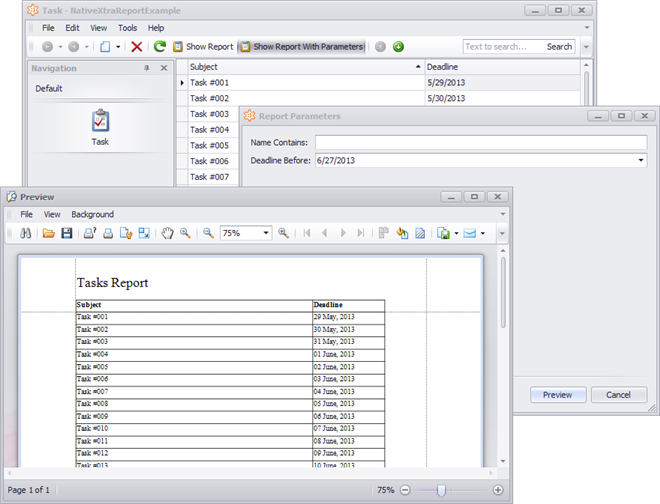 Task - NativeXtraReportExample
File Edit View Tools Help
Show Report Show Report With Parameters Text to search... Search
Navigation
Default
Task
Subject Deadline
Task #001 5/29/2013
Task #002 5/30/2013
Task #003
Task #004
Task #005
Task #006
Task #007
Report Parameters
Name Contains:
Deadline Before: 6/27/2013
Preview Cancel
Preview
File View Background
75%
Tasks Report
Subject Deadline
Task #001 29 May, 2013
Task #002 30 May, 2013
Task #003 31 May, 2013
Task #004 01 June, 2013
Task #005 02 June, 2013
Task #006 03 June, 2013
Task #007 04 June, 2013
Task #008 05 June, 2013
Task #009 06 June, 2013
Task #010 07 June, 2013
Task #011 08 June, 2013
Task #012 09 June, 2013
Task #013 10 June, 2013
Page 1 of 1 75%